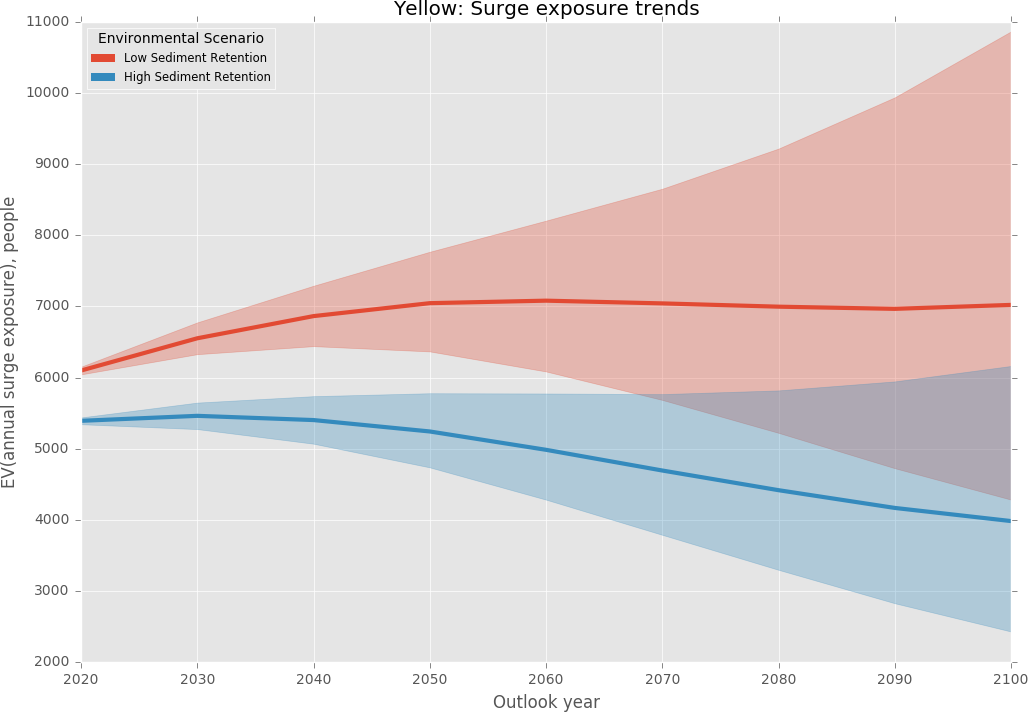 Yellow: Surge exposure trends
Environmental Scenario
Low Sediment Retention
High Sediment Retention
EV(annual surge exposure), people
11000
10000
9000
8000
7000
6000
5000
4000
3000
2000
2020 2030 2040 2050 2060 2070 2080 2090 2100
Outlook year